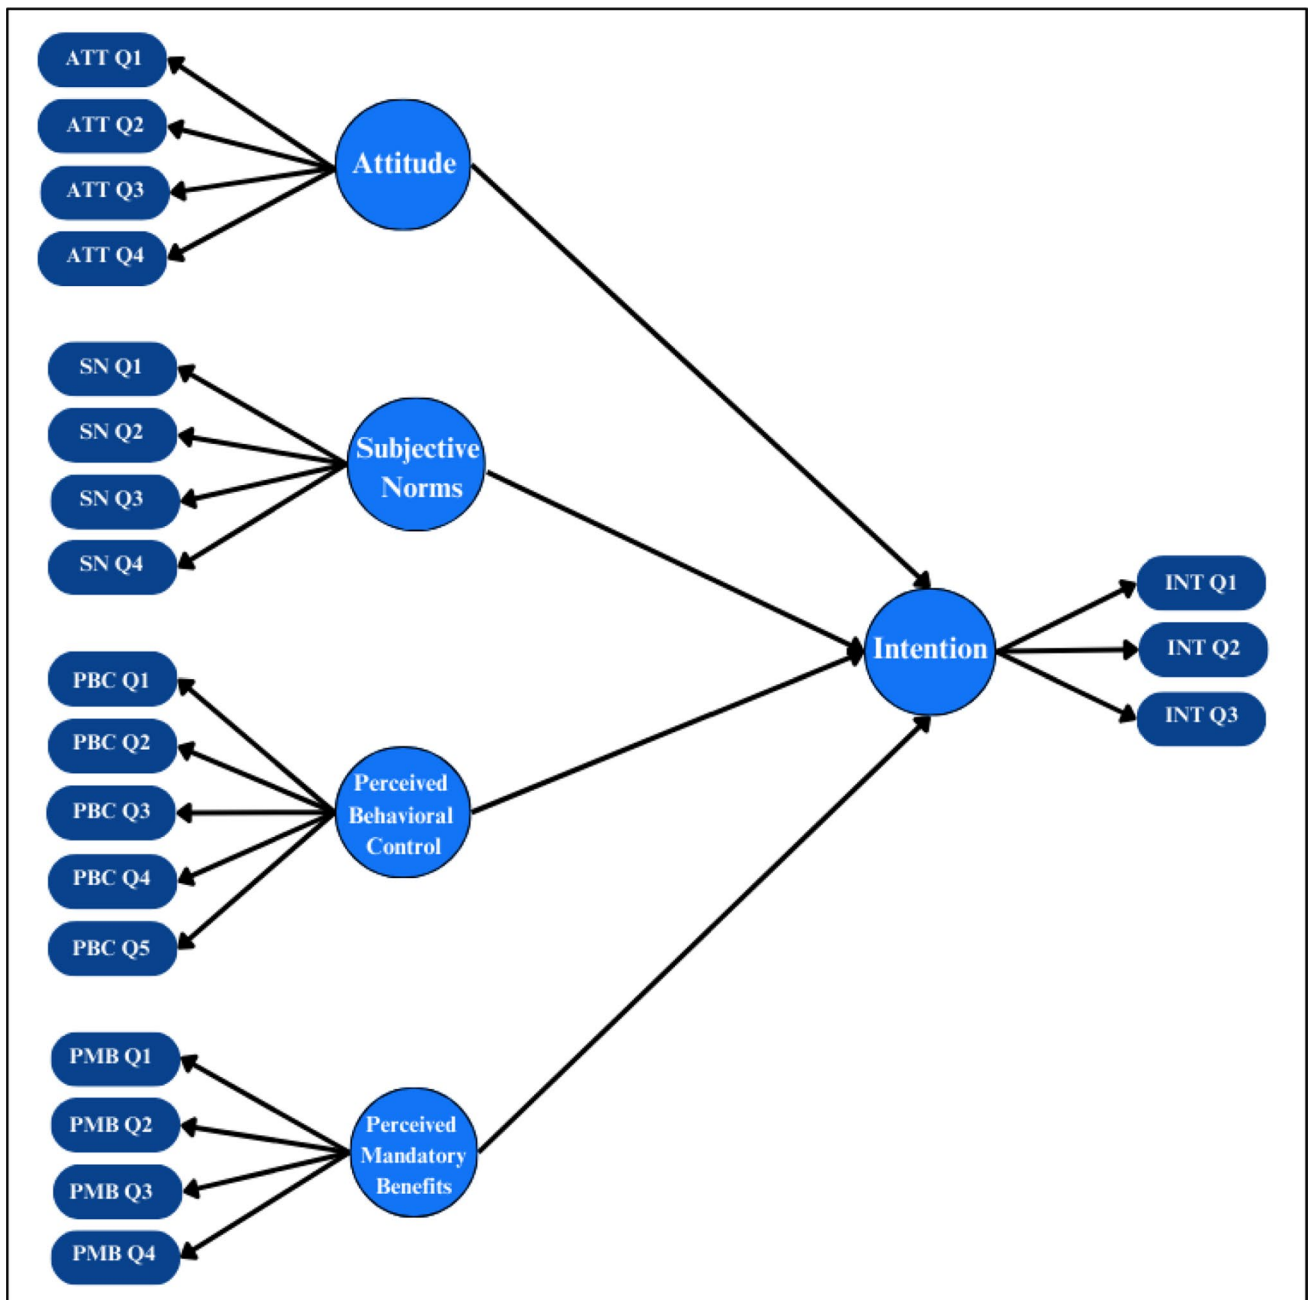 ATT Q1
ATT Q2
ATT Q3
ATT Q4
Attitude
SN Q1
SN Q2
SN Q3
SN Q4
Subjective
Norms
PBC Q1
PBC Q2
PBC Q3
PBC Q4
PBC Q5
Perceived
Behavioral
Control
PMB Q1
PMB Q2
PMB Q3
PMB Q4
Perceived
Mandatory
Benefits
Intention
INT Q1
INT Q2
INT Q3